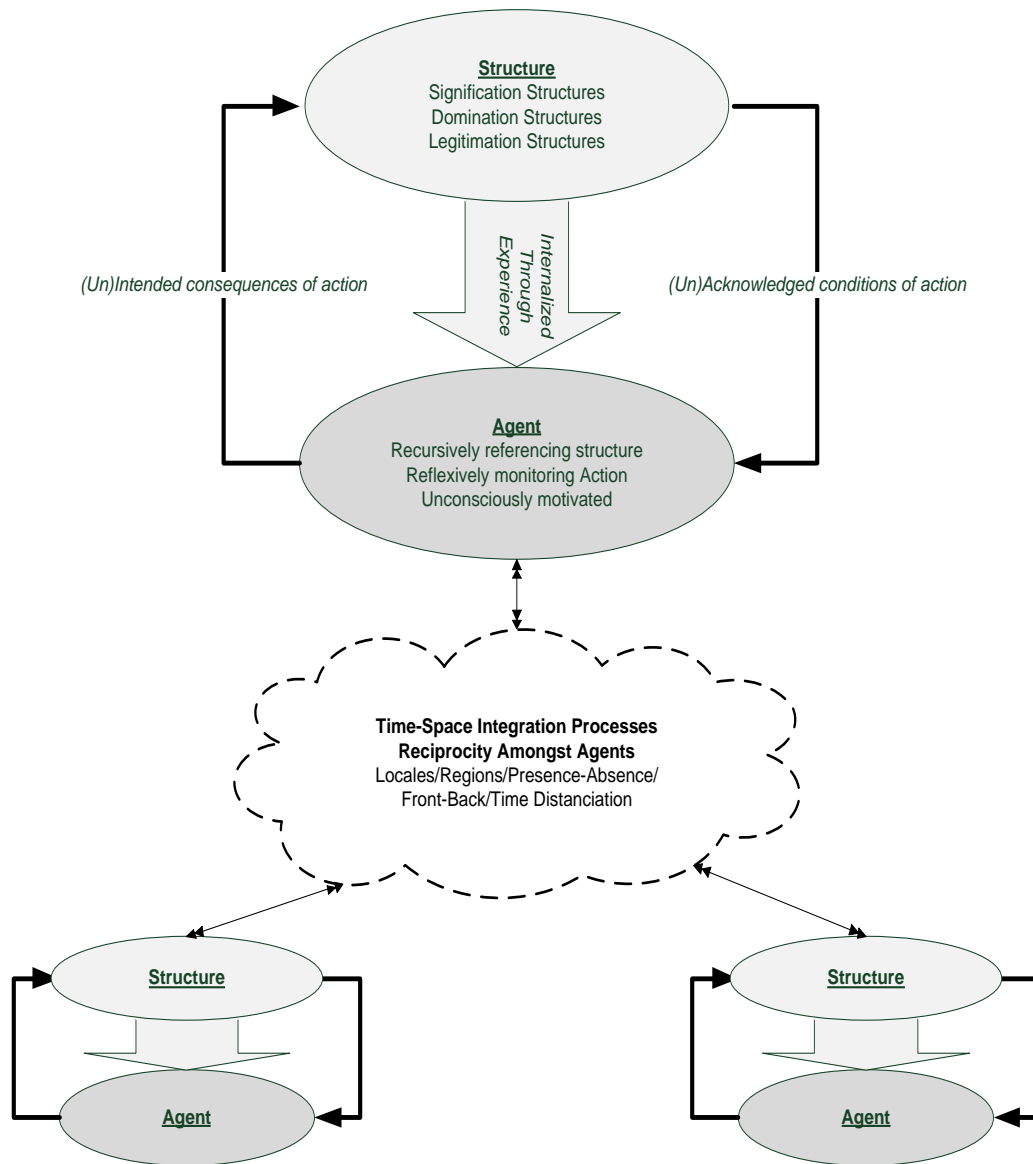 Structure
Signification Structures
Domination Structures
Legitimation Structures
Internalized
Through
Experience
(Un)Intended consequences of action
(Un)Acknowledged conditions of action
Agent
Recursively referencing structure
Reflexively monitoring Action
Unconsciously motivated
Time-Space Integration Processes
Reciprocity Amongst Agents
Locales/Regions/Presence-Absence/
Front-Back/Time Distanciation
Structure
Agent
Structure
Agent